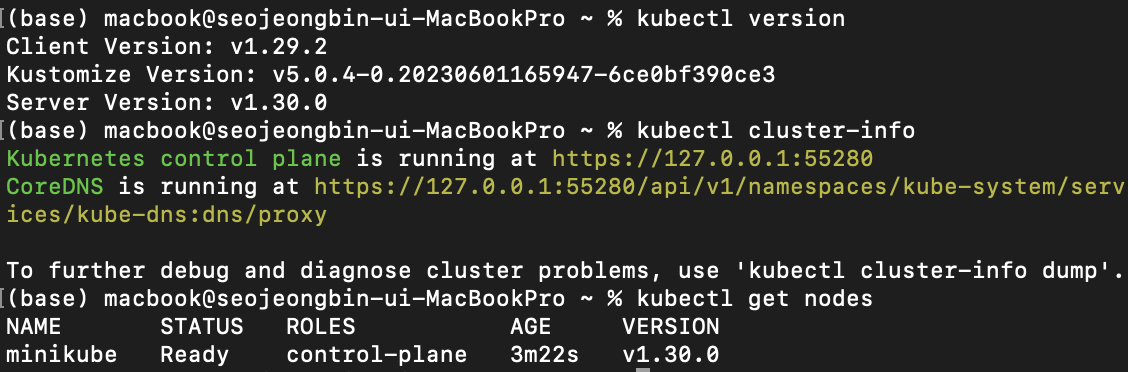 [(base) macbook@seojeongbin-ui-MacBookPro ~ % kubectl version
Client Version: v1.29.2
Kustomize Version: v5.0.4-0.20230601165947-6ce0bf390ce3
Server Version: v1.30.0
[(base) macbook@seojeongbin-ui-MacBookPro ~ % kubectl cluster-info
Kubernetes control plane is running at https://127.0.0.1:55280
CoreDNS is running at https://127.0.0.1:55280/api/v1/namespaces/kube-system/serv
ices/kube-dns:dns/proxy
To further debug and diagnose cluster problems, use 'kubectl cluster-info dump'.
[(base) macbook@seojeongbin-ui-MacBookPro ~ % kubectl get nodes
NAME       STATUS   ROLES           AGE     VERSION
minikube   Ready    control-plane   3m22s   v1.30.0